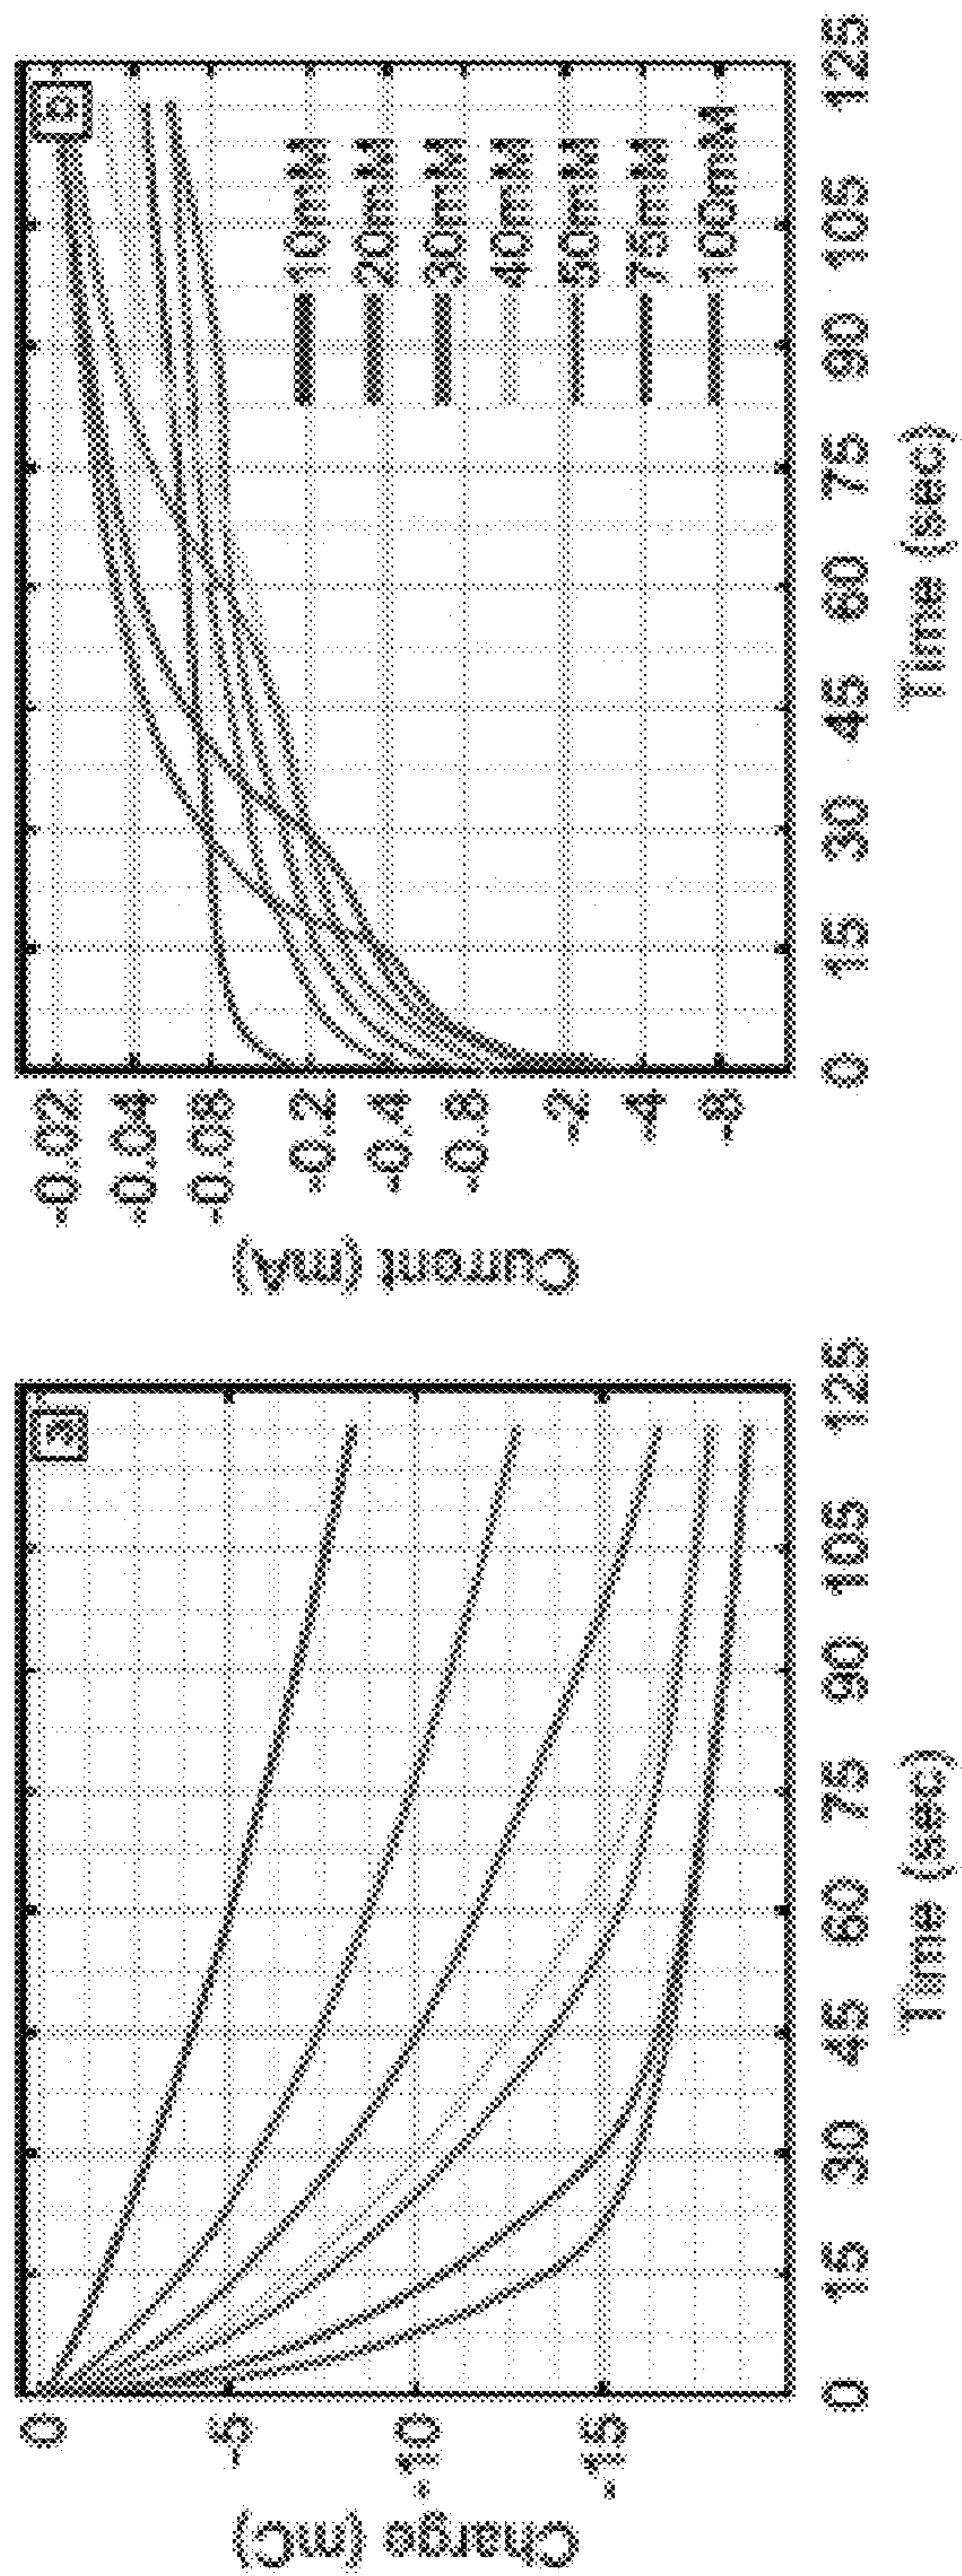 a
0
-5
-10
-15
Charge (mC)
0
15
30
45
60
75
90
105
125
Time (sec)
b
-0.02
-0.04
-0.08
-0.2
-0.4
-0.8
-2
-4
-8
Current (mA)
10mM
20mM
30mM
40mM
50mM
75mM
100mM
0
15
30
45
60
75
90
105
125
Time (sec)